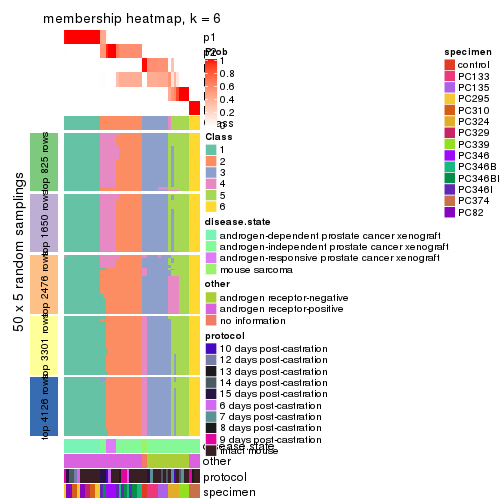 membership heatmap, k = 6
p1
p2
Prob
1
0.8
0.6
0.4
0.2
0
Class
Class
1
2
3
4
5
6
disease.state
androgen-dependent prostate cancer xenograft
androgen-independent prostate cancer xenograft
androgen-responsive prostate cancer xenograft
mouse sarcoma
other
androgen receptor-negative
androgen receptor-positive
no information
protocol
10 days post-castration
12 days post-castration
13 days post-castration
14 days post-castration
15 days post-castration
6 days post-castration
7 days post-castration
8 days post-castration
9 days post-castration
intact mouse
specimen
control
PC133
PC135
PC295
PC310
PC324
PC329
PC339
PC346
PC346B
PC346BI
PC346I
PC374
PC82
50 x 5 random samplings
top 825 rows
top 1650 rows
top 2476 rows
top 3301 rows
top 4126 rows
disease.state
other
protocol
specimen